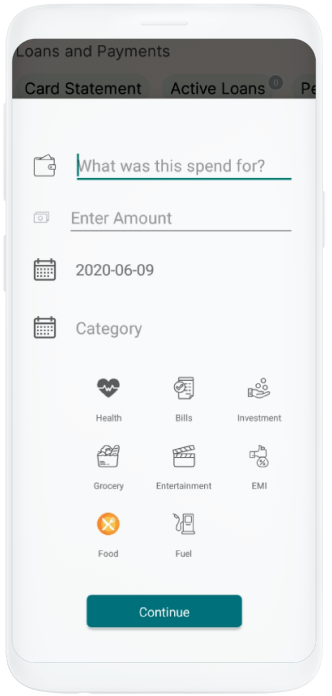 Loans and Payments
Card Statement Active Loans 0
What was this spend for?
Enter Amount
2020-06-09
Category
Health Bills Investment
Grocery Entertainment EMI
Food Fuel
Continue